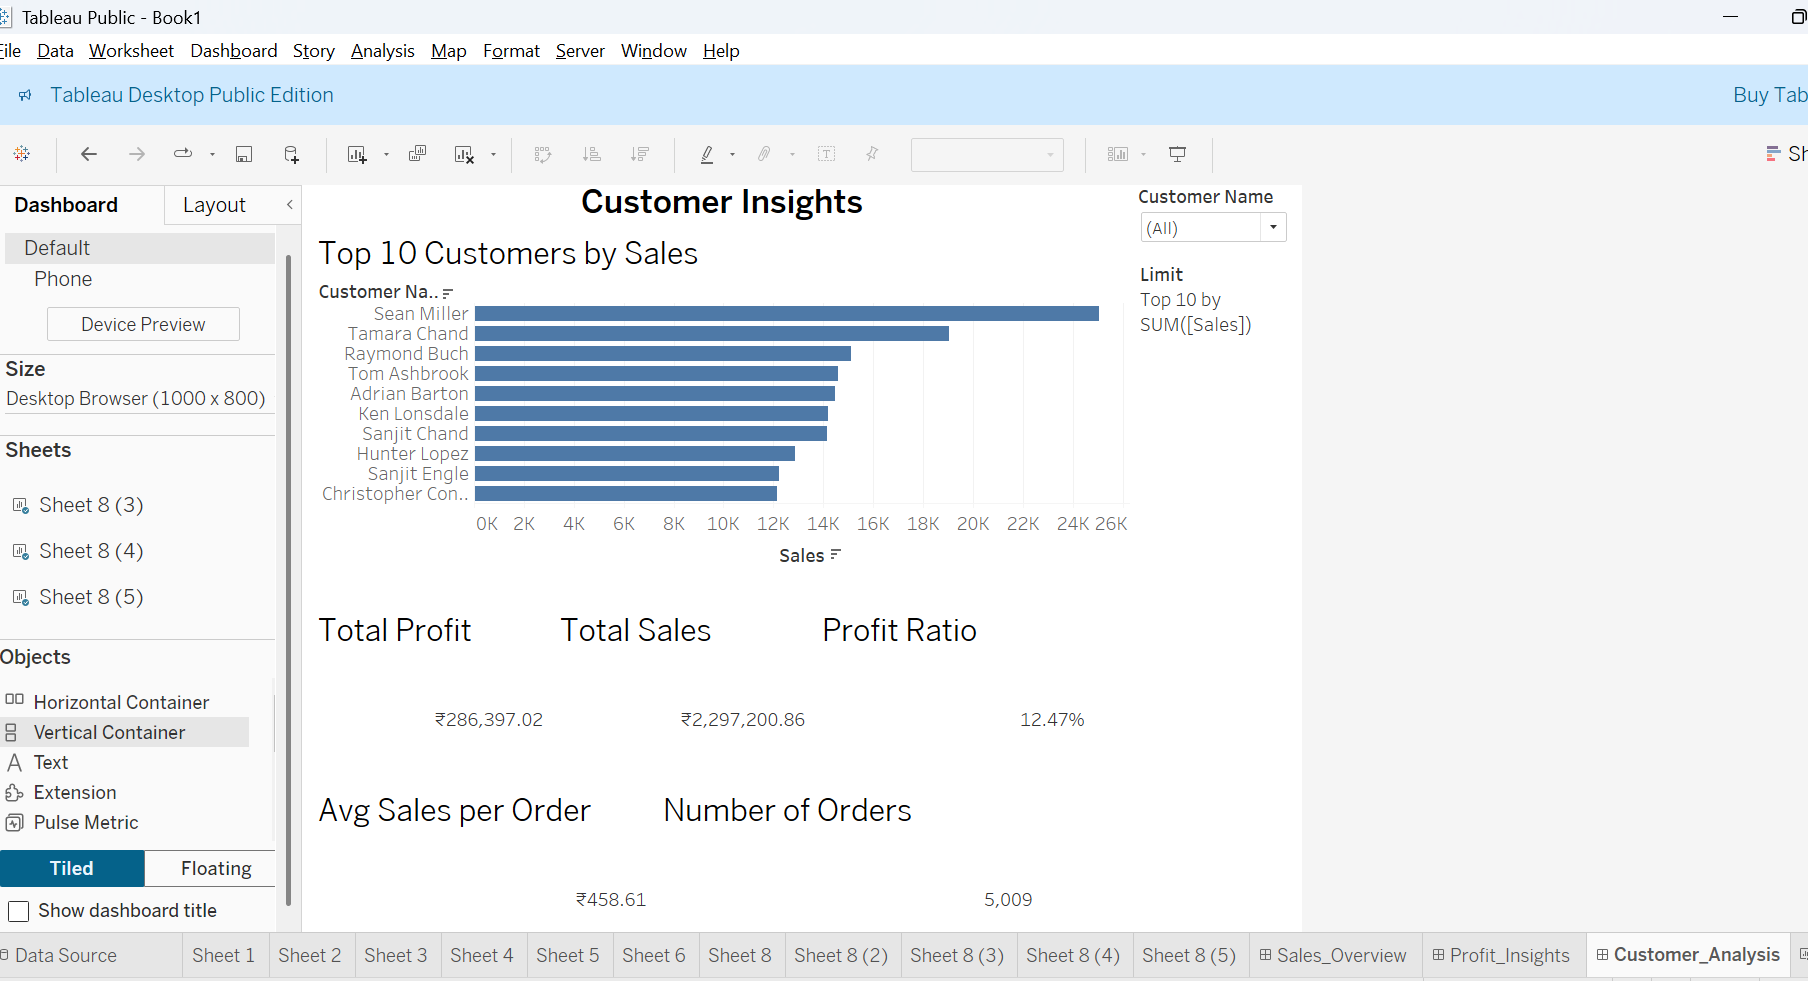 Tableau Public - Book1
File Data Worksheet Dashboard Story Analysis Map Format Server Window Help
Tableau Desktop Public Edition
Buy Tab
Sh
Dashboard Layout
Default
Phone
Device Preview
Size
Desktop Browser (1000 x 800)
Sheets
Sheet 8 (3)
Sheet 8 (4)
Sheet 8 (5)
Objects
Horizontal Container
Vertical Container
Text
Extension
Pulse Metric
Tiled Floating
Show dashboard title
Customer Insights
Top 10 Customers by Sales
Customer Na..
Sean Miller
Tamara Chand
Raymond Buch
Tom Ashbrook
Adrian Barton
Ken Lonsdale
Sanjit Chand
Hunter Lopez
Sanjit Engle
Christopher Con..
0K 2K 4K 6K 8K 10K 12K 14K 16K 18K 20K 22K 24K 26K
Sales
Customer Name
(All)
Limit
Top 10 by
SUM([Sales])
Total Profit Total Sales Profit Ratio
₹286,397.02 ₹2,297,200.86 12.47%
Avg Sales per Order Number of Orders
₹458.61 5,009
Data Source Sheet 1 Sheet 2 Sheet 3 Sheet 4 Sheet 5 Sheet 6 Sheet 8 Sheet 8 (2) Sheet 8 (3) Sheet 8 (4) Sheet 8 (5) Sales_Overview Profit_Insights Customer_Analysis